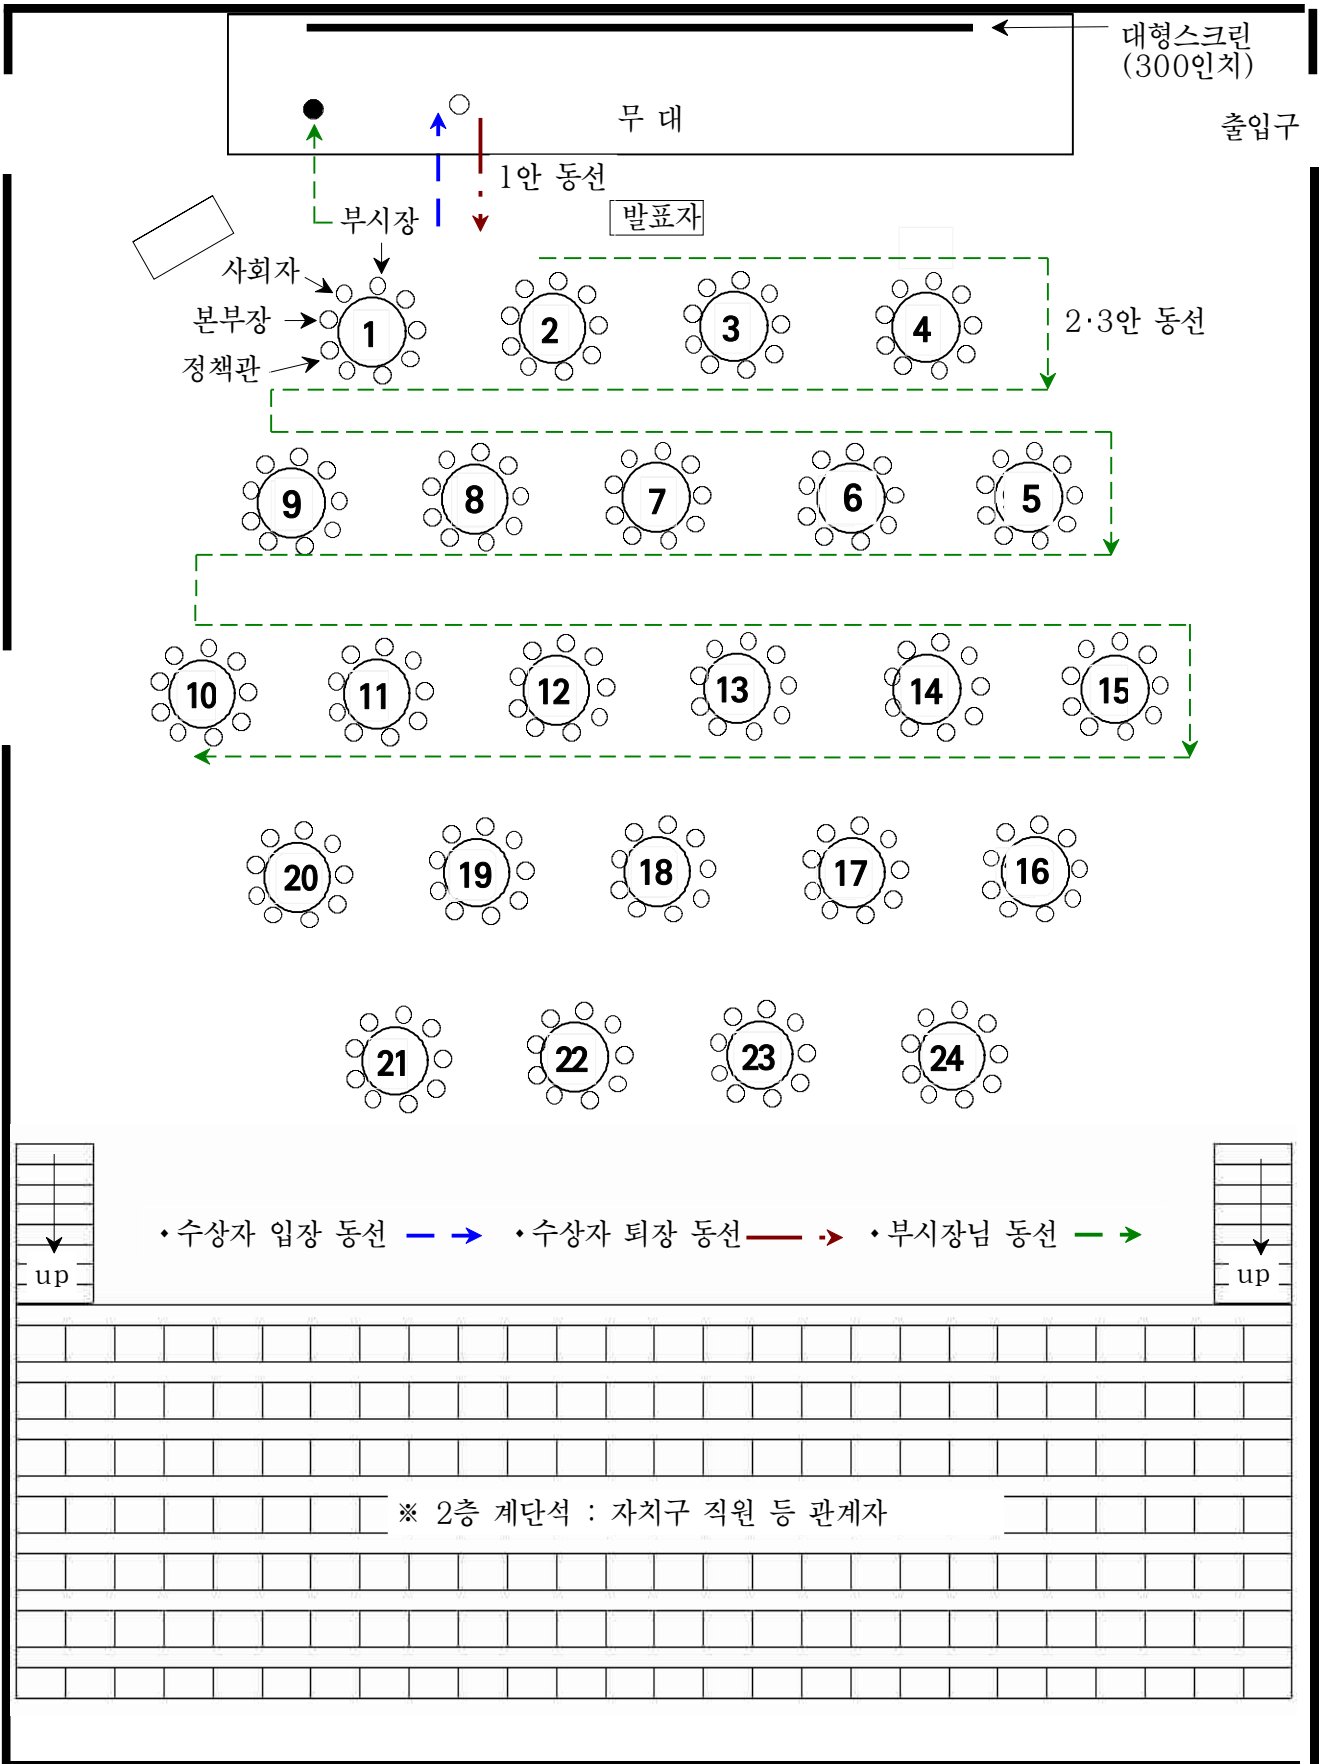 대형스크린
(300인치)
출입구
무 대
1안 동선
부시장
발표자
사회자
본부장
정책관
2·3안 동선
1
2
3
4
9
8
7
6
5
10
11
12
13
14
15
20
19
18
17
16
21
22
23
24
◆ 수상자 입장 동선
◆ 수상자 퇴장 동선
◆ 부시장님 동선
up
up
※ 2층 계단석 : 자치구 직원 등 관계자